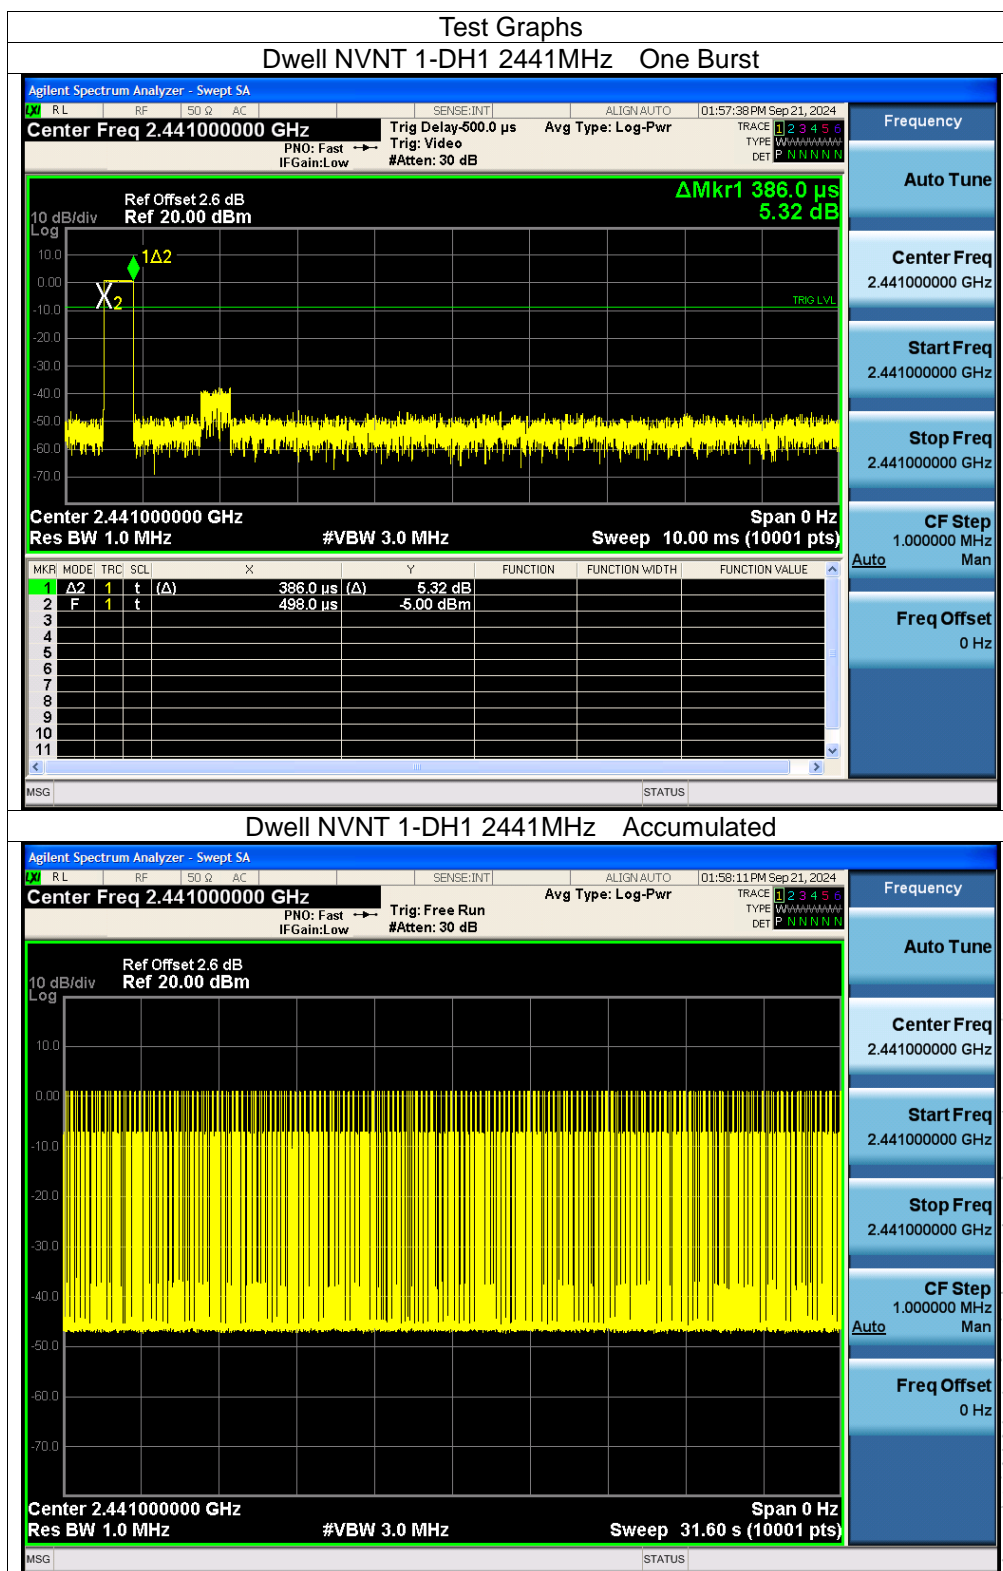 Test Graphs
Dwell NVNT 1-DH1 2441MHz One Burst
Agilent Spectrum Analyzer - Swept SA
LXI RL RF 50 Ω AC SENSE:INT ALIGN AUTO 01:57:38 PM Sep 21, 2024
Center Freq 2.441000000 GHz
PNO: Fast
IFGain:Low
Trig Delay-500.0 µs
Trig: Video
#Atten: 30 dB
Avg Type: Log-Pwr
TRACE 1 2 3 4 5 6
TYPE W
DET P N N N N N
Frequency
Auto Tune
Center Freq
2.441000000 GHz
Start Freq
2.441000000 GHz
Stop Freq
2.441000000 GHz
CF Step
1.000000 MHz
Auto Man
Freq Offset
0 Hz
ΔMkr1 386.0 µs
5.32 dB
Ref Offset 2.6 dB
10 dB/div Ref 20.00 dBm
Log
10.0
0.00
-10.0
-20.0
-30.0
-40.0
-50.0
-60.0
-70.0
1Δ2
X2
TRIG LVL
Center 2.441000000 GHz Span 0 Hz
Res BW 1.0 MHz #VBW 3.0 MHz Sweep 10.00 ms (10001 pts)
MKR MODE TRC SCL X Y FUNCTION FUNCTION WIDTH FUNCTION VALUE
1 Δ2 1 t (Δ) 386.0 µs (Δ) 5.32 dB
2 F 1 t 498.0 µs -5.00 dBm
3
4
5
6
7
8
9
10
11
MSG STATUS
Dwell NVNT 1-DH1 2441MHz Accumulated
Agilent Spectrum Analyzer - Swept SA
LXI RL RF 50 Ω AC SENSE:INT ALIGN AUTO 01:58:11 PM Sep 21, 2024
Center Freq 2.441000000 GHz
PNO: Fast
IFGain:Low
Trig: Free Run
#Atten: 30 dB
Avg Type: Log-Pwr
TRACE 1 2 3 4 5 6
TYPE W
DET P N N N N N
Frequency
Auto Tune
Center Freq
2.441000000 GHz
Start Freq
2.441000000 GHz
Stop Freq
2.441000000 GHz
CF Step
1.000000 MHz
Auto Man
Freq Offset
0 Hz
Ref Offset 2.6 dB
10 dB/div Ref 20.00 dBm
Log
10.0
0.00
-10.0
-20.0
-30.0
-40.0
-50.0
-60.0
-70.0
Center 2.441000000 GHz Span 0 Hz
Res BW 1.0 MHz #VBW 3.0 MHz Sweep 31.60 s (10001 pts)
MSG STATUS